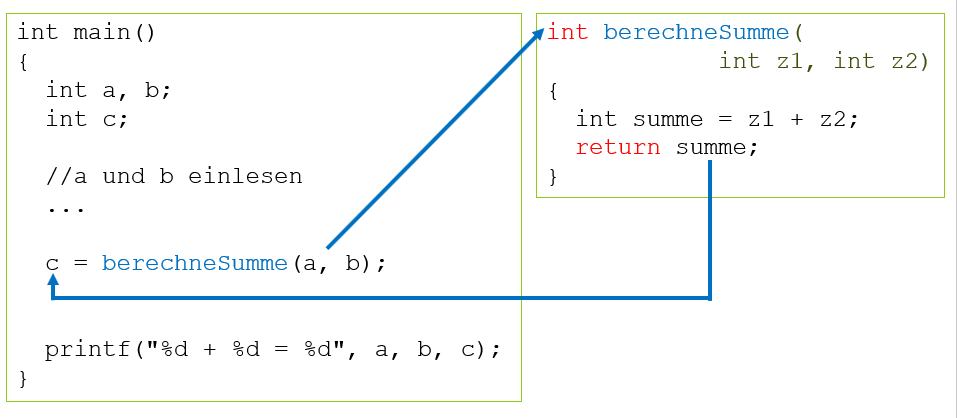 int main()
{
int a, b;
int c;
//a und b einlesen
...
c = berechneSumme(a, b);
printf("%d + %d = %d", a, b, c);
}
int berechneSumme(
int z1, int z2)
{
int summe = z1 + z2;
return summe;
}